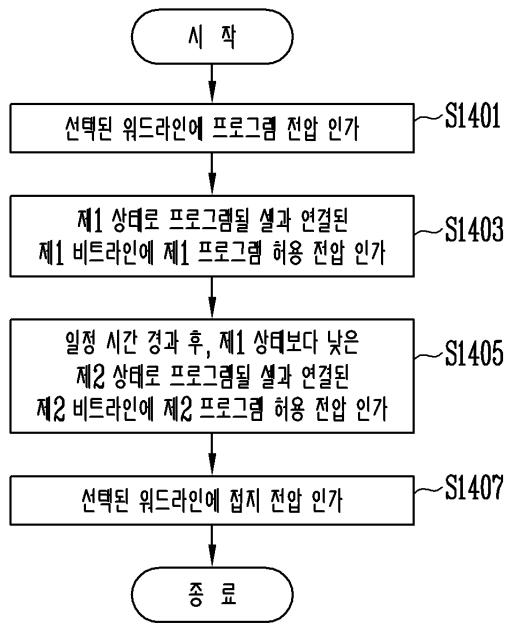 시 작
선택된 워드라인에 프로그램 전압 인가
S1401
제1 상태로 프로그램될 셀과 연결된
제1 비트라인에 제1 프로그램 허용 전압 인가
S1403
일정 시간 경과 후, 제1 상태보다 낮은
제2 상태로 프로그램될 셀과 연결된
제2 비트라인에 제2 프로그램 허용 전압 인가
S1405
선택된 워드라인에 접지 전압 인가
S1407
종 료